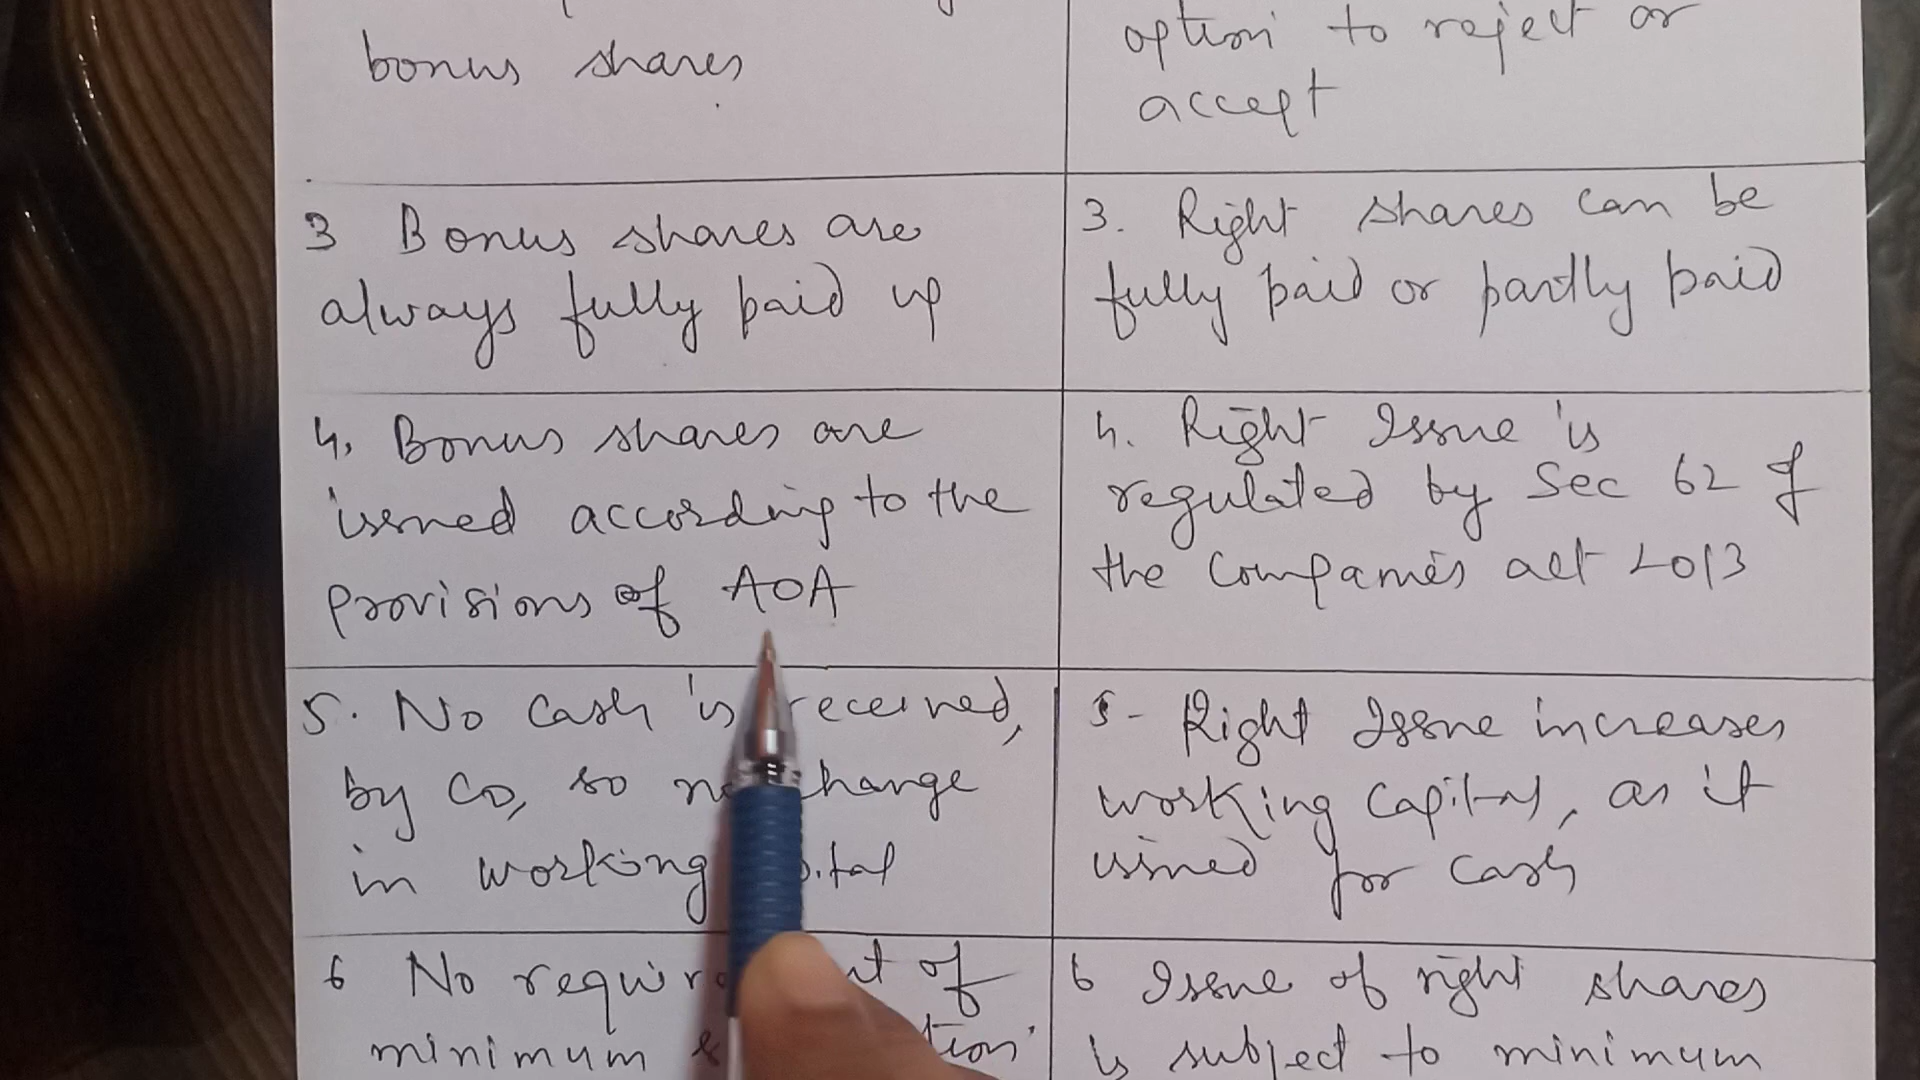 bonus shares
option to reject or
accept
3 Bonus shares are
always fully paid up
3. Right shares can be
fully paid or partly paid
4. Bonus shares are
issued according to the
provisions of AOA
4. Right Issue is
regulated by Sec 62 of
the Companies act 2013
5. No cash is received,
by Co, so no change
in working
5- Right Issue increases
working Capital, as it
issued for cash
6 No of
minimum
6 Issue of right shares
is subject to minimum